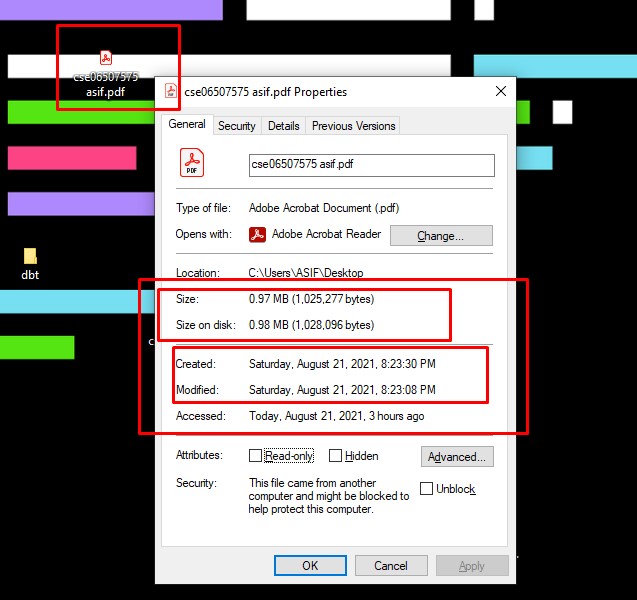 cse06507575
asif.pdf
cse06507575 asif.pdf Properties
General Security Details Previous Versions
PDF
cse06507575 asif.pdf
Type of file: Adobe Acrobat Document (.pdf)
Opens with: Adobe Acrobat Reader Change...
Location: C:\Users\ASIF\Desktop
Size: 0.97 MB (1,025,277 bytes)
Size on disk: 0.98 MB (1,028,096 bytes)
Created: Saturday, August 21, 2021, 8:23:30 PM
Modified: Saturday, August 21, 2021, 8:23:08 PM
Accessed: Today, August 21, 2021, 3 hours ago
Attributes: Read-only Hidden Advanced...
Security: This file came from another
computer and might be blocked to
help protect this computer.
Unblock
OK Cancel Apply
dbt
c